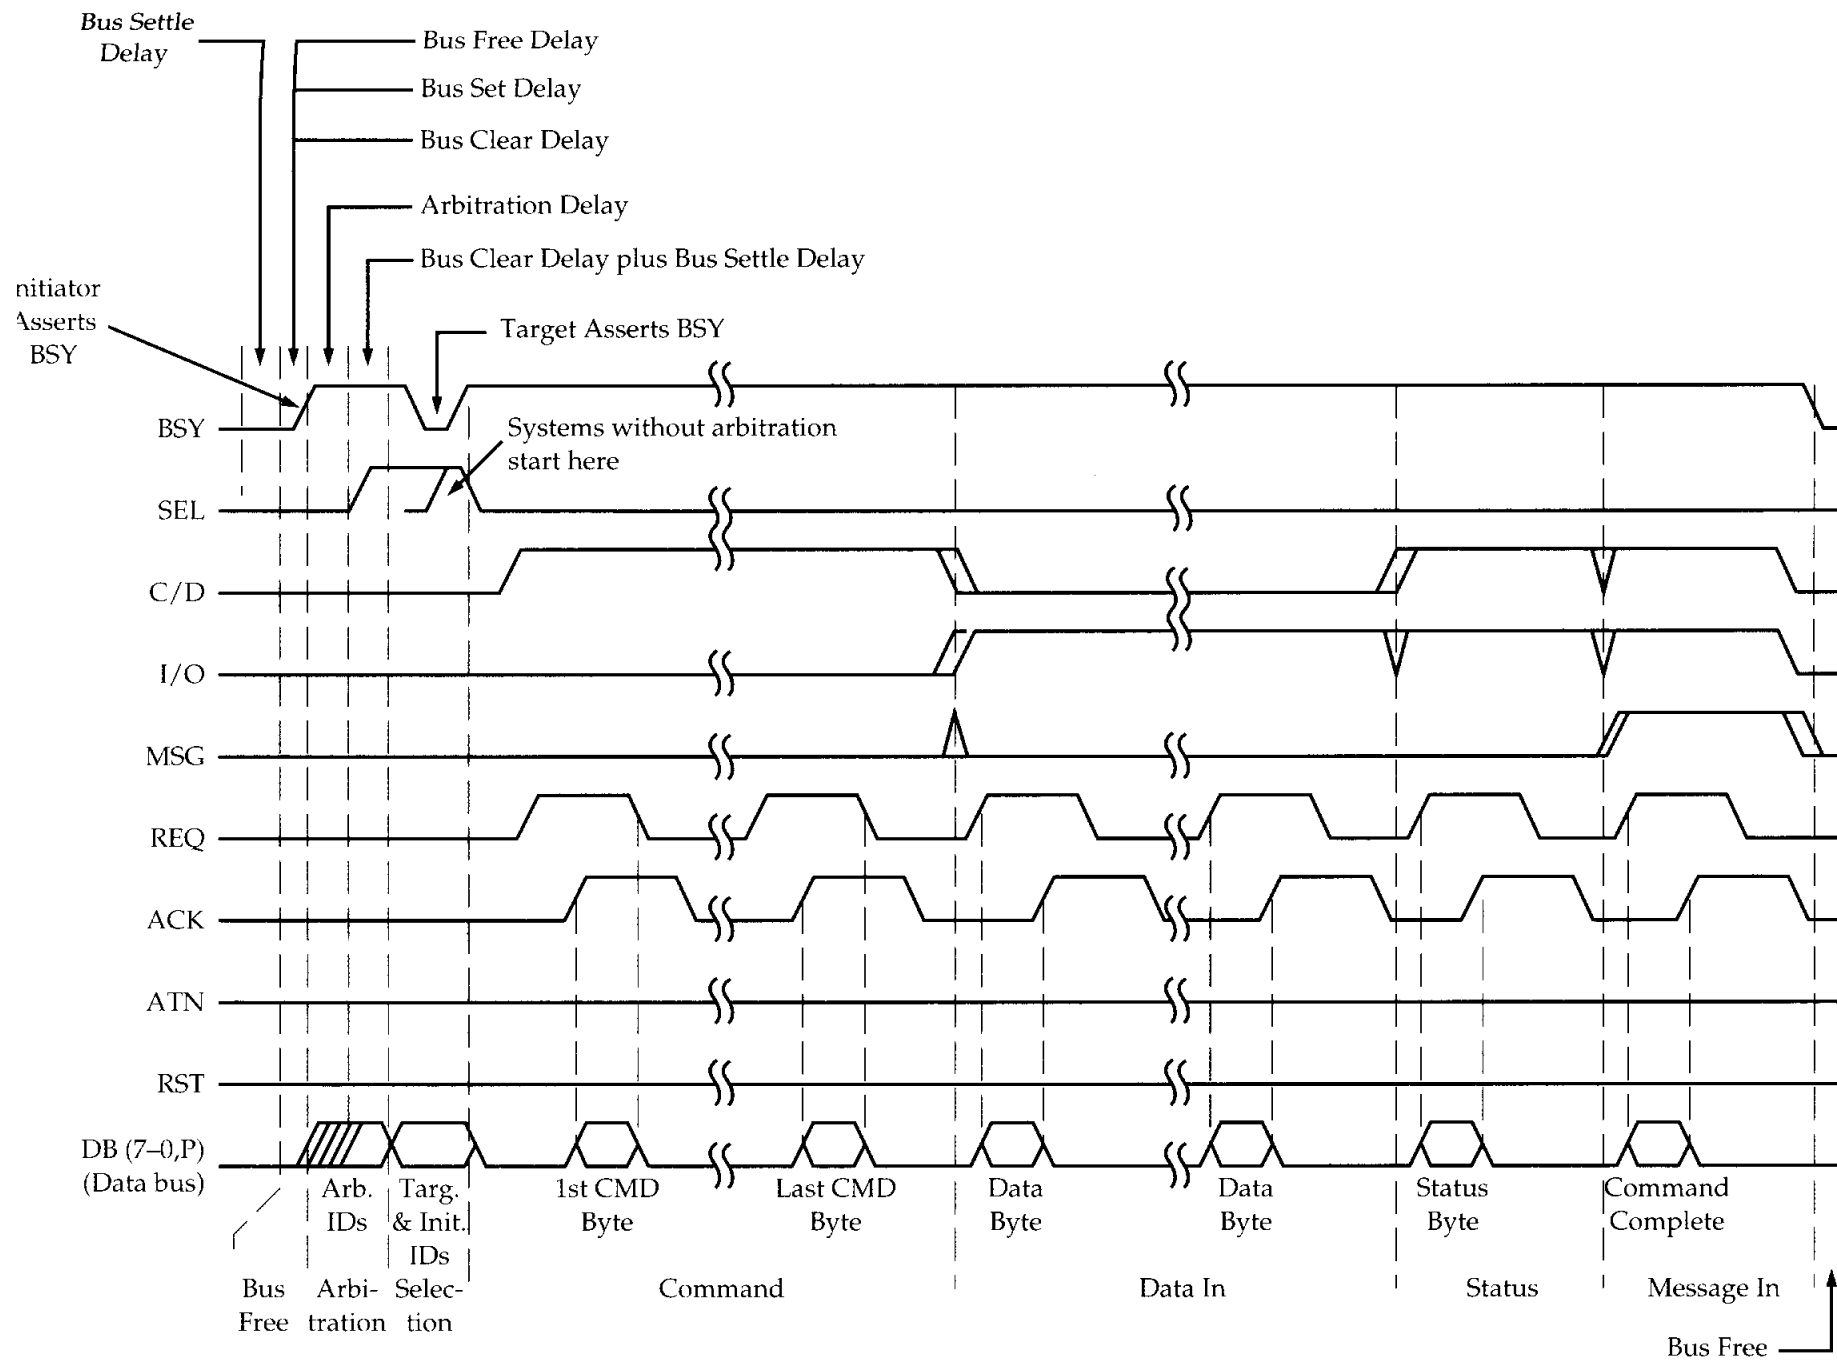 Bus Settle
Delay
Bus Free Delay
Bus Set Delay
Bus Clear Delay
Arbitration Delay
Bus Clear Delay plus Bus Settle Delay
nitiator
Asserts
BSY
Target Asserts BSY
BSY
Systems without arbitration
start here
SEL
C/D
I/O
MSG
REQ
ACK
ATN
RST
DB (7–0,P)
(Data bus)
Arb.
IDs
Targ.
& Init.
IDs
1st CMD
Byte
Last CMD
Byte
Data
Byte
Data
Byte
Status
Byte
Command
Complete
Bus
Free
Arbi-
tration
Selec-
tion
Command
Data In
Status
Message In
Bus Free